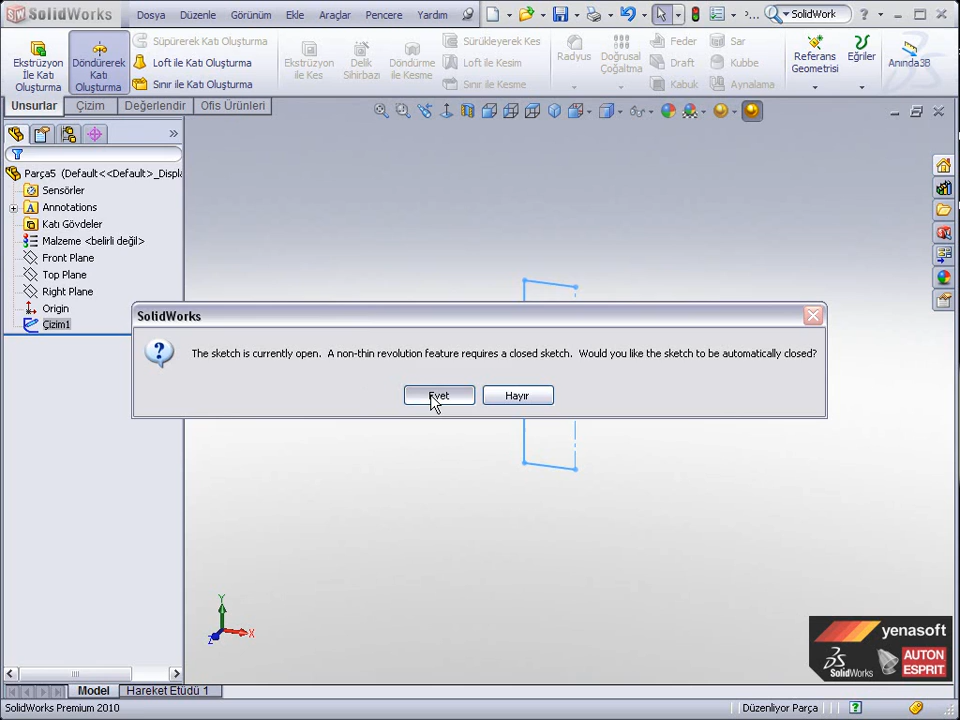 SolidWorks
Dosya Düzenle Görünüm Ekle Araçlar Pencere Yardım
SolidWork
Ekstrüzyon İle Katı Oluşturma
Döndürerek Katı Oluşturma
Süpürerek Katı Oluşturma
Loft ile Katı Oluşturma
Sınır ile Katı Oluşturma
Ekstrüzyon ile Kes
Delik Sihirbazı
Döndürme ile Kesme
Sürükleyerek Kes
Loft ile Kesim
Sınır ile Kesme
Radyus
Doğrusal Çoğaltma
Feder
Draft
Kabuk
Sar
Kubbe
Aynalama
Referans Geometrisi
Eğriler
Anında3B
Unsurlar Çizim Değerlendir Ofis Ürünleri
Parça5 (Default<<Default>_Displa
Sensörler
Annotations
Katı Gövdeler
Malzeme <belirli değil>
Front Plane
Top Plane
Right Plane
Origin
Çizim1
SolidWorks
The sketch is currently open. A non-thin revolution feature requires a closed sketch. Would you like the sketch to be automatically closed?
Evet Hayır
Y
X
Z
yenasoft
SolidWorks
AUTON
ESPRIT
Model Hareket Etüdü 1
SolidWorks Premium 2010
Düzenliyor Parça